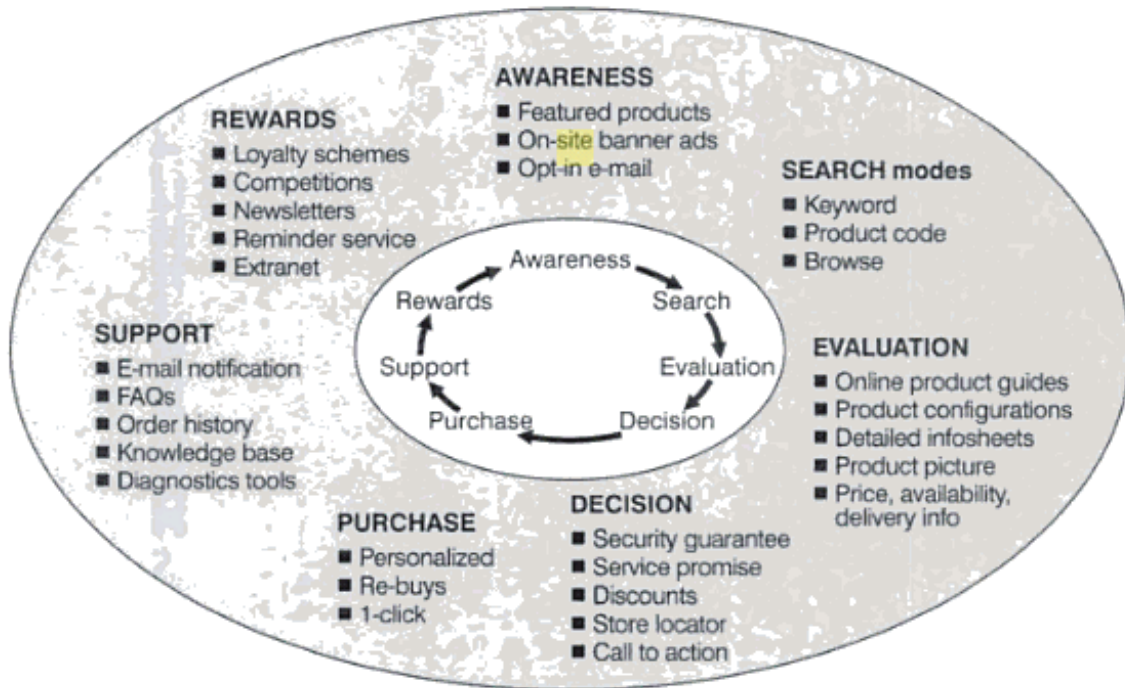 AWARENESS
■ Featured products
■ On-site banner ads
■ Opt-in e-mail
SEARCH modes
■ Keyword
■ Product code
■ Browse
EVALUATION
■ Online product guides
■ Product configurations
■ Detailed infosheets
■ Product picture
■ Price, availability,
delivery info
DECISION
■ Security guarantee
■ Service promise
■ Discounts
■ Store locator
■ Call to action
PURCHASE
■ Personalized
■ Re-buys
■ 1-click
SUPPORT
■ E-mail notification
■ FAQs
■ Order history
■ Knowledge base
■ Diagnostics tools
REWARDS
■ Loyalty schemes
■ Competitions
■ Newsletters
■ Reminder service
■ Extranet
Awareness
Search
Evaluation
Decision
Purchase
Support
Rewards